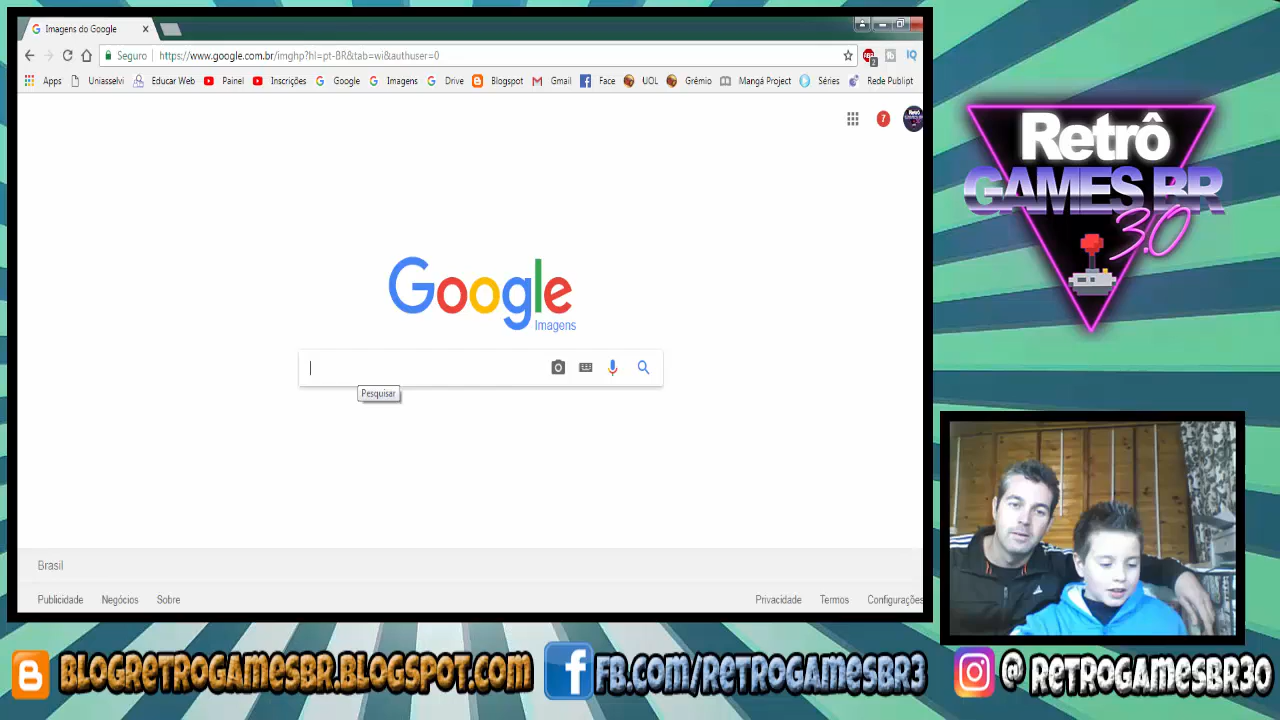 Imagens do Google
Seguro https://www.google.com.br/imghp?hl=pt-BR&tab=wi&authuser=0
Apps Uniasselvi Educar Web Painel Inscrições Google Imagens Drive Blogspot Gmail Face UOL Grêmio Mangá Project Séries Rede Publipt
7
Google
Imagens
Pesquisar
Brasil
Publicidade Negócios Sobre Privacidade Termos Configurações
Retrô
GAMES BR
3.0
BLOGRETROGAMESBR.BLOGSPOT.COM FB.COM/RETROGAMESBR3 @RETROGAMESBR30